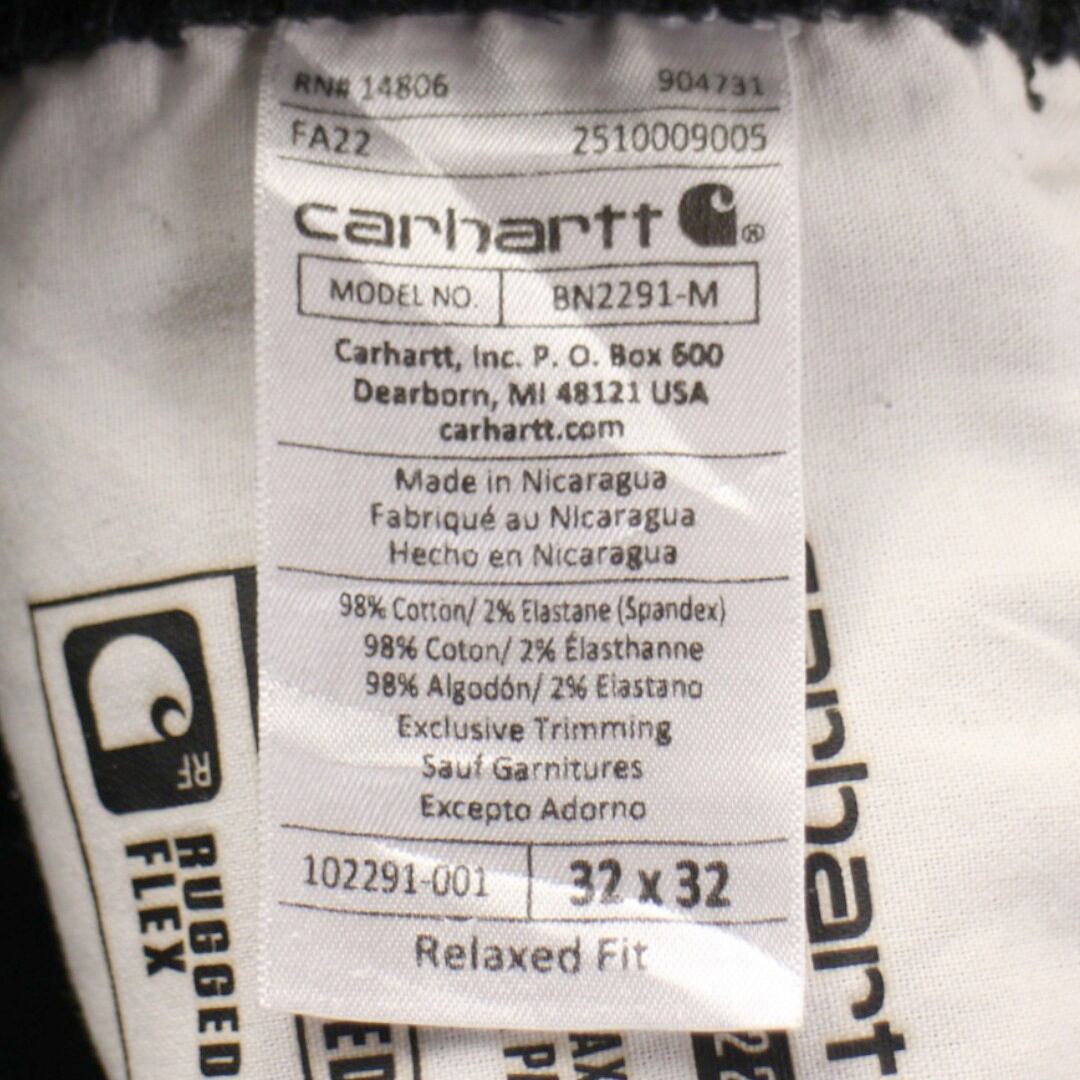 RN# 14806 904731
FA22 2510009005
carhartt ®
MODEL NO. BN2291-M
Carhartt, Inc. P. O. Box 600
Dearborn, MI 48121 USA
carhartt.com
Made in Nicaragua
Fabriqué au Nicaragua
Hecho en Nicaragua
98% Cotton/ 2% Elastane (Spandex)
98% Coton/ 2% Élasthanne
98% Algodón/ 2% Elastano
Exclusive Trimming
Sauf Garnitures
Excepto Adorno
102291-001 32 x 32
Relaxed Fit
RF
RUGGED
FLEX
carhartt